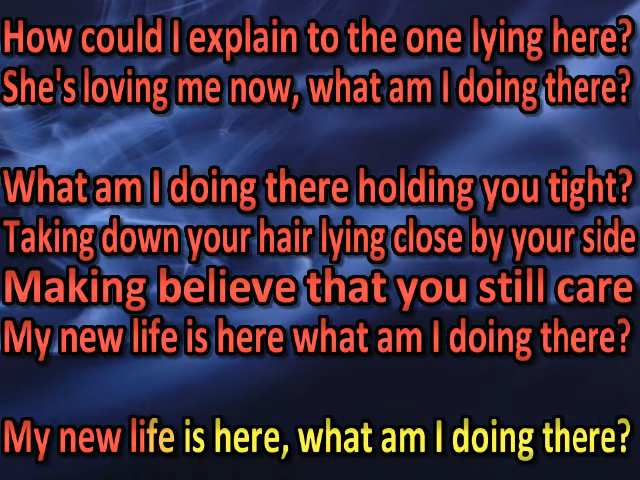 How could I explain to the one lying here?
She's loving me now, what am I doing there?
What am I doing there holding you tight?
Taking down your hair lying close by your side
Making believe that you still care
My new life is here what am I doing there?
My new life is here, what am I doing there?